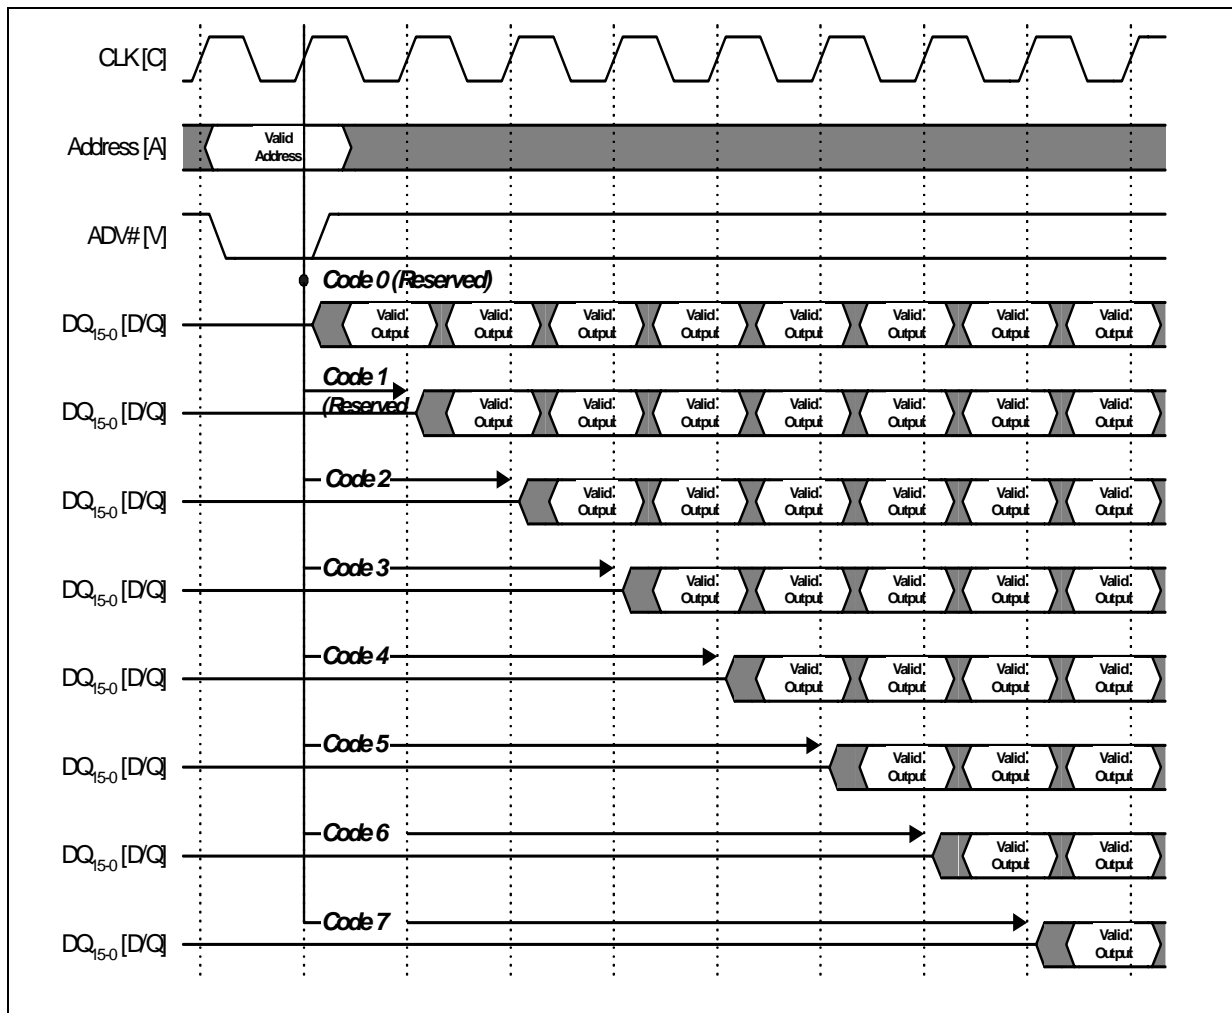 CLK [C]
Address [A]
Valid
Address
ADV# [V]
Code 0 (Reserved)
DQ15-0 [D/Q]
Valid Valid Valid Valid Valid Valid Valid Valid
Output Output Output Output Output Output Output Output
Code 1
(Reserved
DQ15-0 [D/Q]
Valid Valid Valid Valid Valid Valid Valid
Output Output Output Output Output Output Output
Code 2
DQ15-0 [D/Q]
Valid Valid Valid Valid Valid Valid
Output Output Output Output Output Output
Code 3
DQ15-0 [D/Q]
Valid Valid Valid Valid Valid
Output Output Output Output Output
Code 4
DQ15-0 [D/Q]
Valid Valid Valid Valid
Output Output Output Output
Code 5
DQ15-0 [D/Q]
Valid Valid Valid
Output Output Output
Code 6
DQ15-0 [D/Q]
Valid Valid
Output Output
Code 7
DQ15-0 [D/Q]
Valid
Output